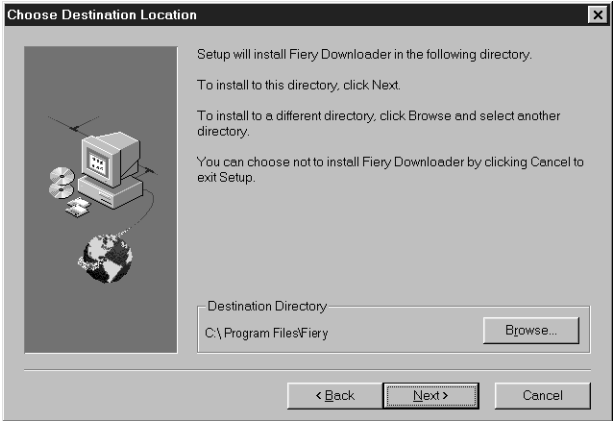 Choose Destination Location
Setup will install Fiery Downloader in the following directory.
To install to this directory, click Next.
To install to a different directory, click Browse and select another
directory.
You can choose not to install Fiery Downloader by clicking Cancel to
exit Setup.
Destination Directory
C:\Program Files\Fiery
Browse...
< Back
Next >
Cancel